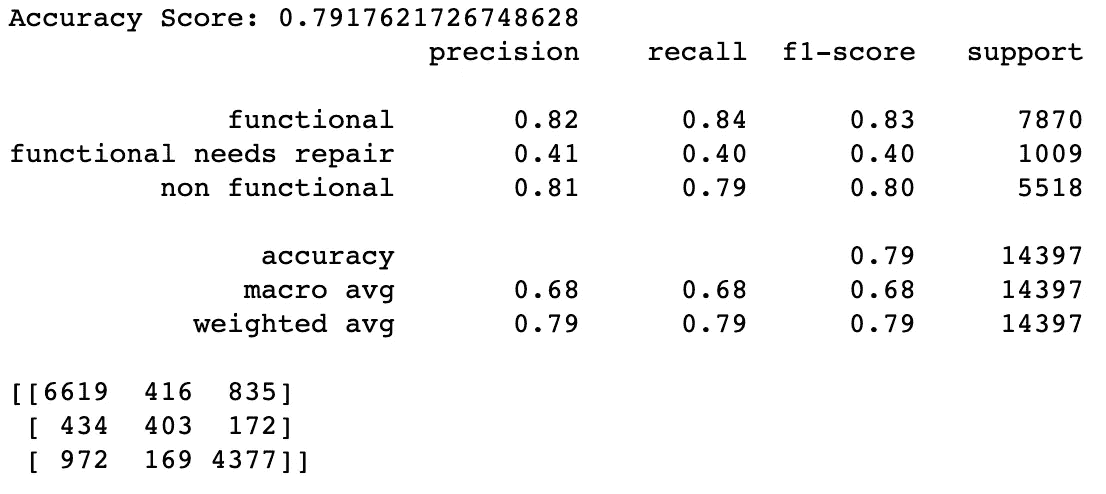 Accuracy Score: 0.7917621726748628
precision recall f1-score support
functional 0.82 0.84 0.83 7870
functional needs repair 0.41 0.40 0.40 1009
non functional 0.81 0.79 0.80 5518
accuracy 0.79 14397
macro avg 0.68 0.68 0.68 14397
weighted avg 0.79 0.79 0.79 14397
[[6619 416 835]
[ 434 403 172]
[ 972 169 4377]]